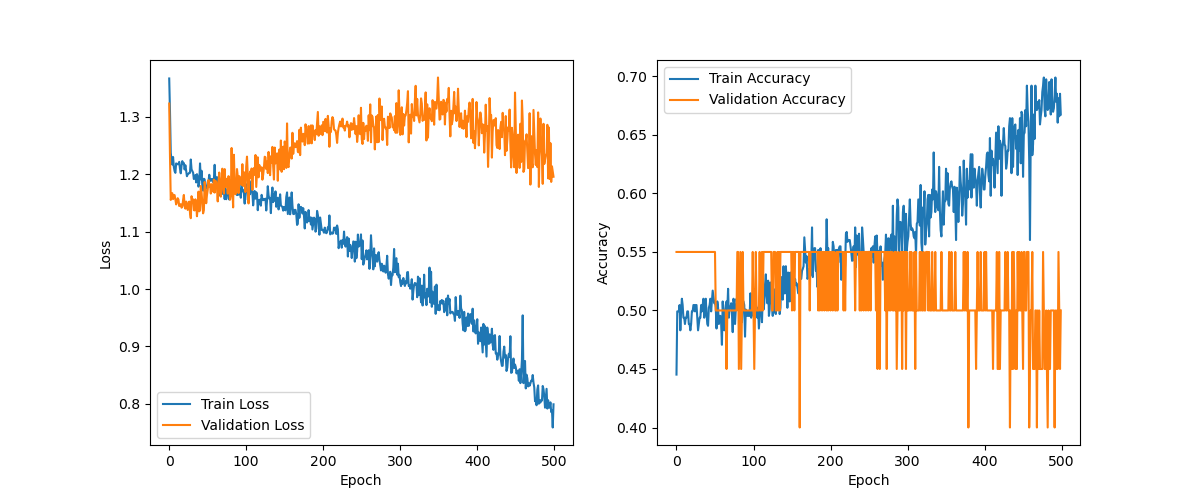 1.3
1.2
1.1
1.0
0.9
0.8
Loss
Train Loss
Validation Loss
0 100 200 300 400 500
Epoch
Train Accuracy
Validation Accuracy
0.70
0.65
0.60
0.55
0.50
0.45
0.40
Accuracy
0 100 200 300 400 500
Epoch